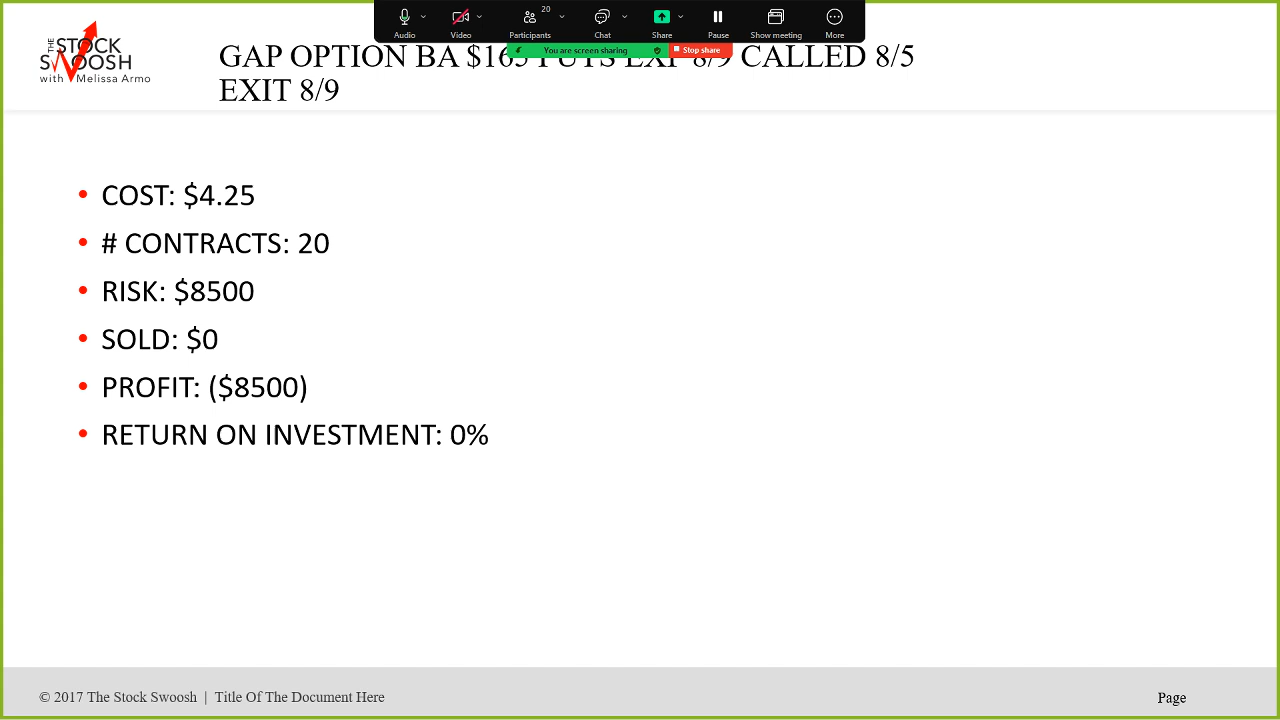 20
Audio Video Participants Chat Share Pause Show meeting More
You are screen sharing Stop share
THE STOCK SWOOSH
with Melissa Armo
GAP OPTION BA $165 PUTS EXP 8/9 CALLED 8/5
EXIT 8/9
• COST: $4.25
• # CONTRACTS: 20
• RISK: $8500
• SOLD: $0
• PROFIT: ($8500)
• RETURN ON INVESTMENT: 0%
© 2017 The Stock Swoosh | Title Of The Document Here
Page